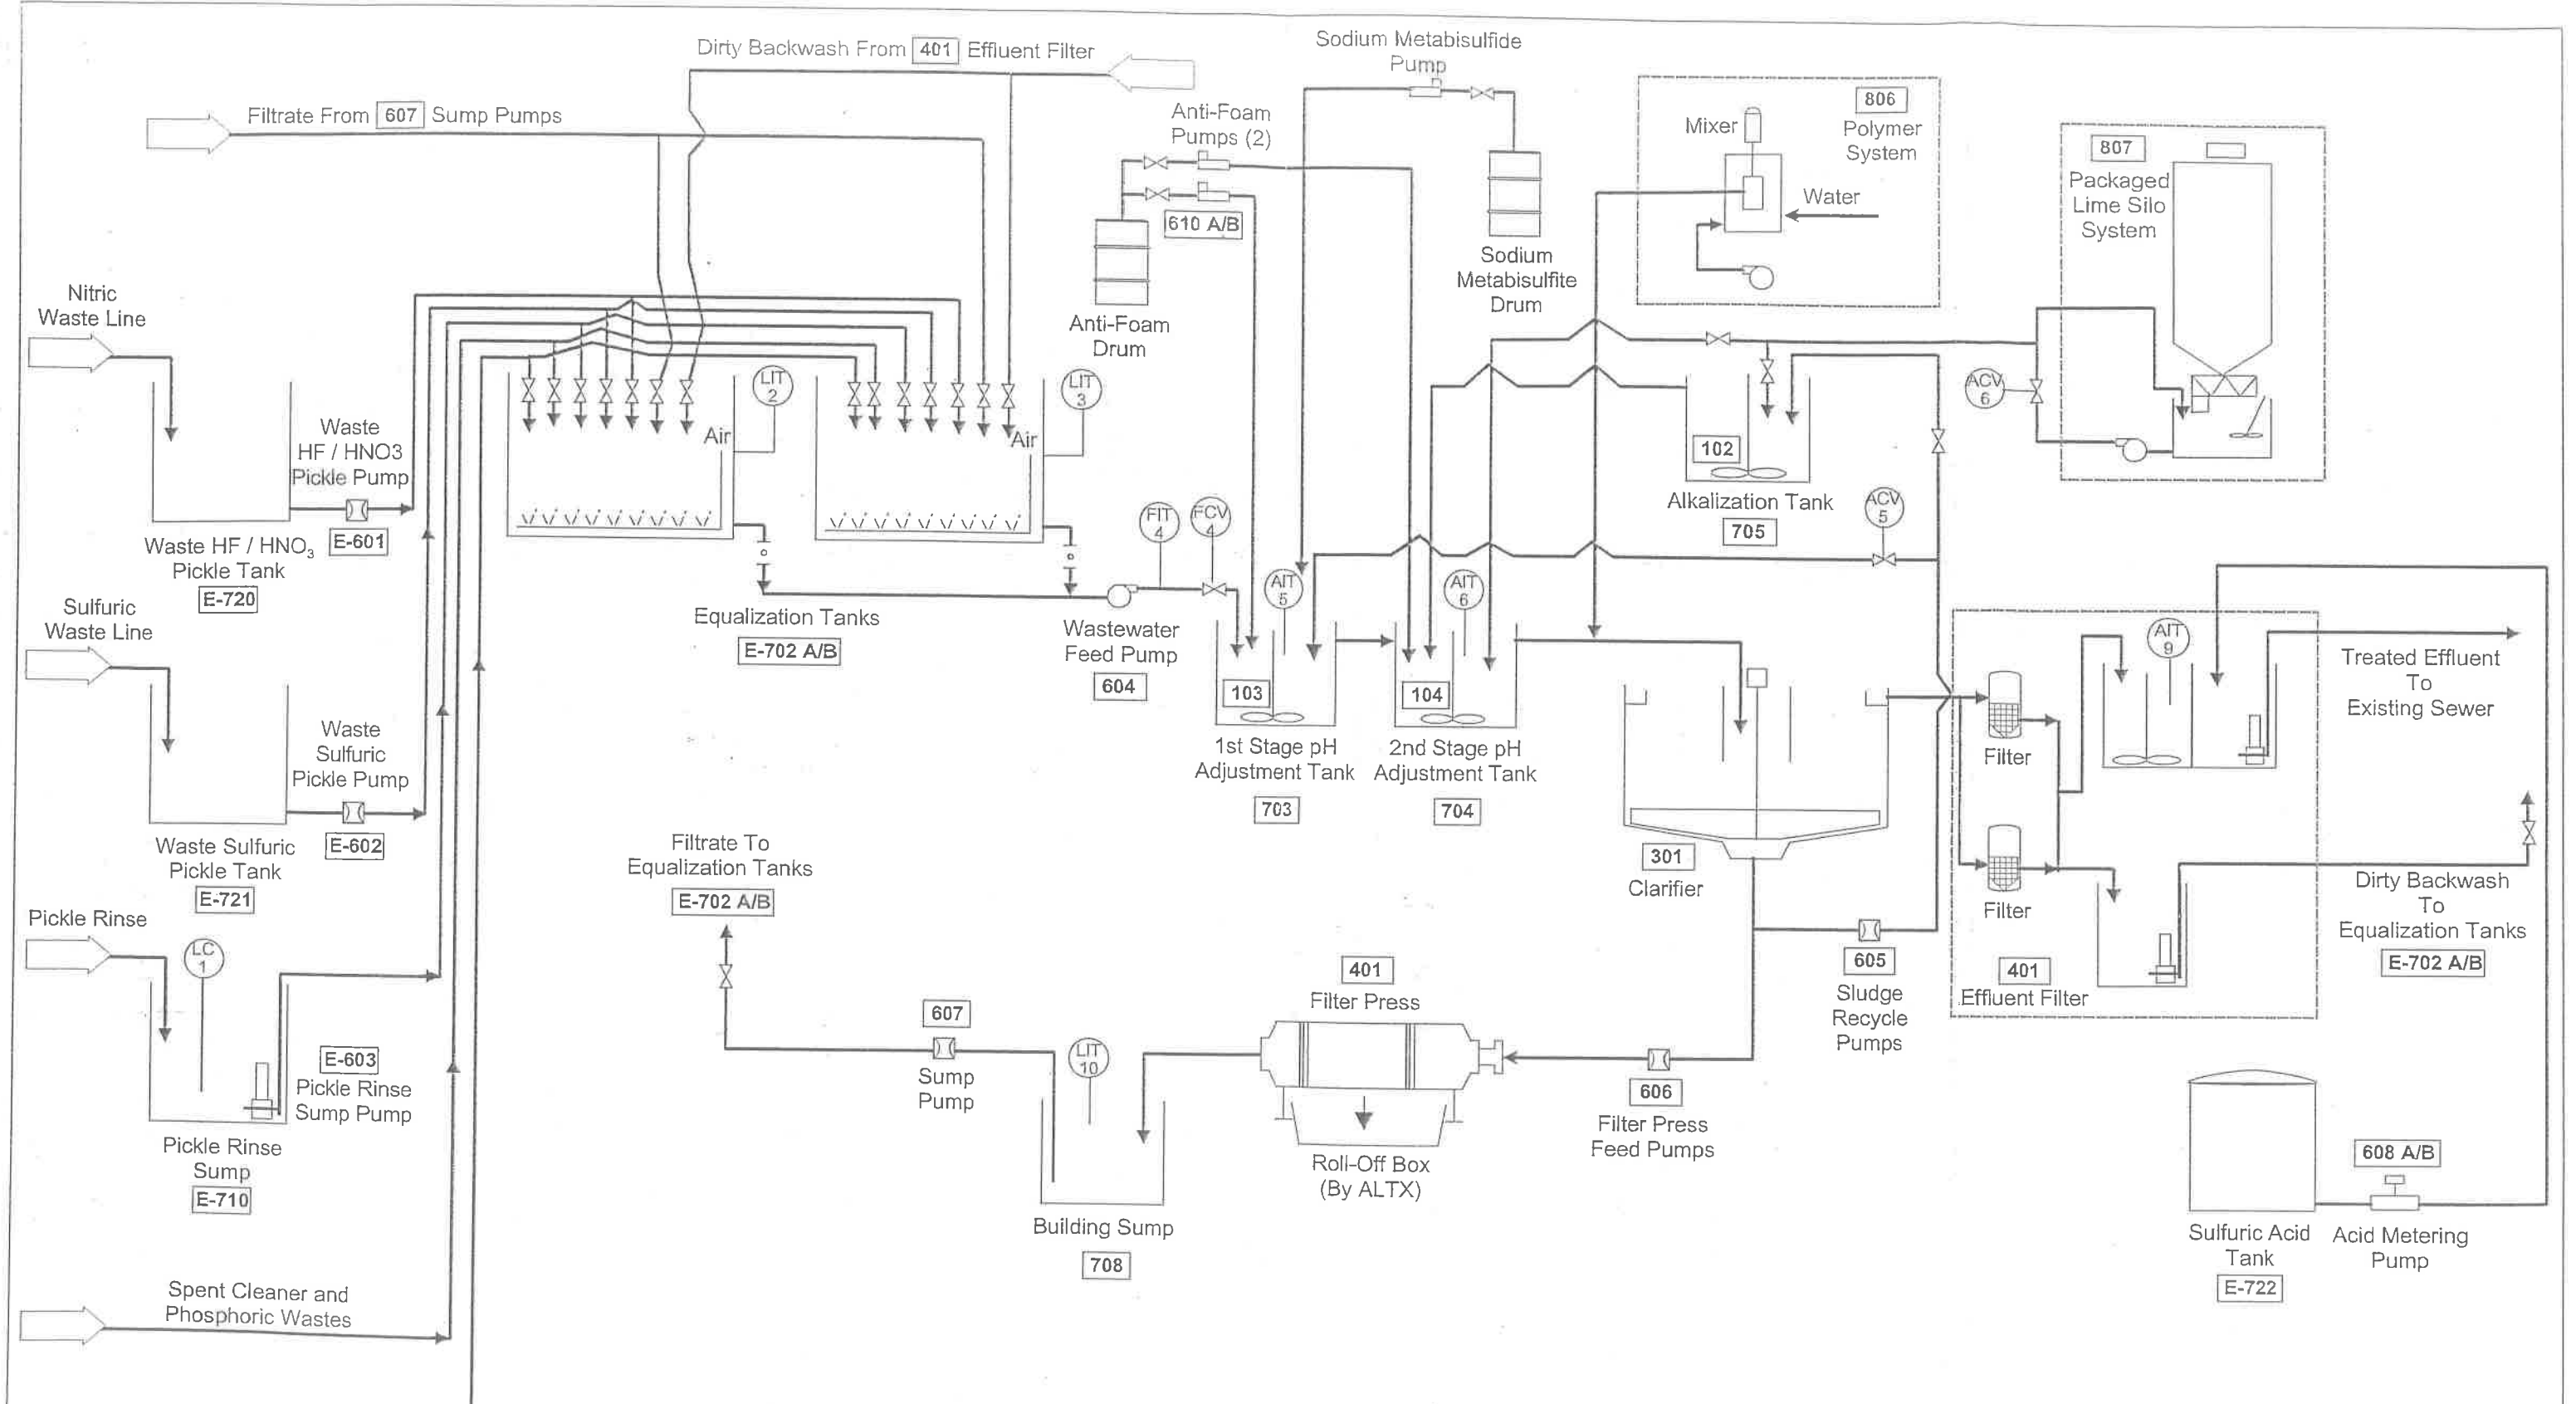 Dirty Backwash From 401 Effluent Filter
Filtrate From 607 Sump Pumps
Sodium Metabisulfide
Pump
Anti-Foam
Pumps (2)
610 A/B
Anti-Foam
Drum
Sodium
Metabisulfite
Drum
806
Mixer
Polymer
System
Water
807
Packaged
Lime Silo
System
Nitric
Waste Line
Waste
HF / HNO3
Pickle Pump
E-601
Waste HF / HNO3
Pickle Tank
E-720
LIT
2
Air
LIT
3
Air
Equalization Tanks
E-702 A/B
FIT
4
FCV
4
Wastewater
Feed Pump
604
AIT
5
AIT
6
103
104
1st Stage pH
Adjustment Tank
703
2nd Stage pH
Adjustment Tank
704
102
Alkalization Tank
705
ACV
5
ACV
6
Sulfuric
Waste Line
Waste
Sulfuric
Pickle Pump
E-602
Waste Sulfuric
Pickle Tank
E-721
Pickle Rinse
LC
1
E-603
Pickle Rinse
Sump Pump
Pickle Rinse
Sump
E-710
Spent Cleaner and
Phosphoric Wastes
Filtrate To
Equalization Tanks
E-702 A/B
607
Sump
Pump
LIT
10
Building Sump
708
401
Filter Press
Roll-Off Box
(By ALTX)
606
Filter Press
Feed Pumps
301
Clarifier
605
Sludge
Recycle
Pumps
Filter
Filter
401
Effluent Filter
AIT
9
Treated Effluent
To
Existing Sewer
Dirty Backwash
To
Equalization Tanks
E-702 A/B
608 A/B
Sulfuric Acid
Tank
E-722
Acid Metering
Pump